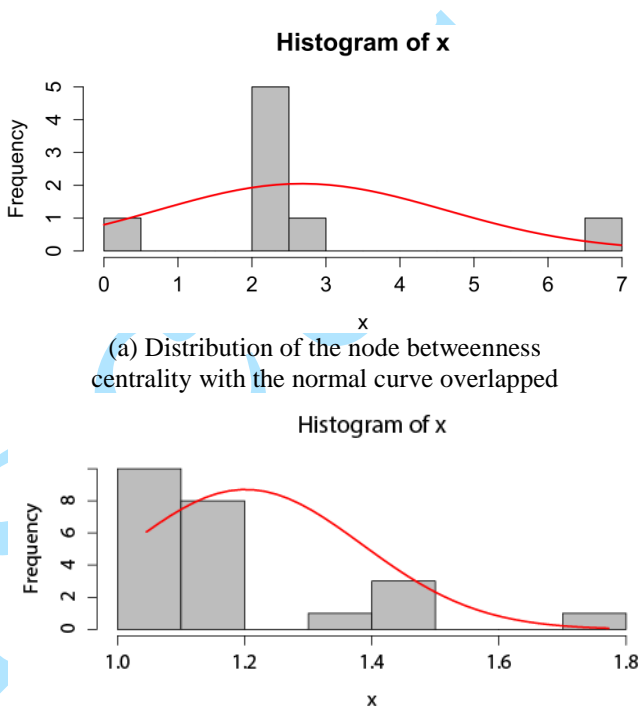 Histogram of x
Frequency
0 1 2 3 4 5
0 1 2 3 4 5 6 7
x
(a) Distribution of the node betweenness
centrality with the normal curve overlapped
Histogram of x
Frequency
0 2 4 6 8
1.0 1.2 1.4 1.6 1.8
x